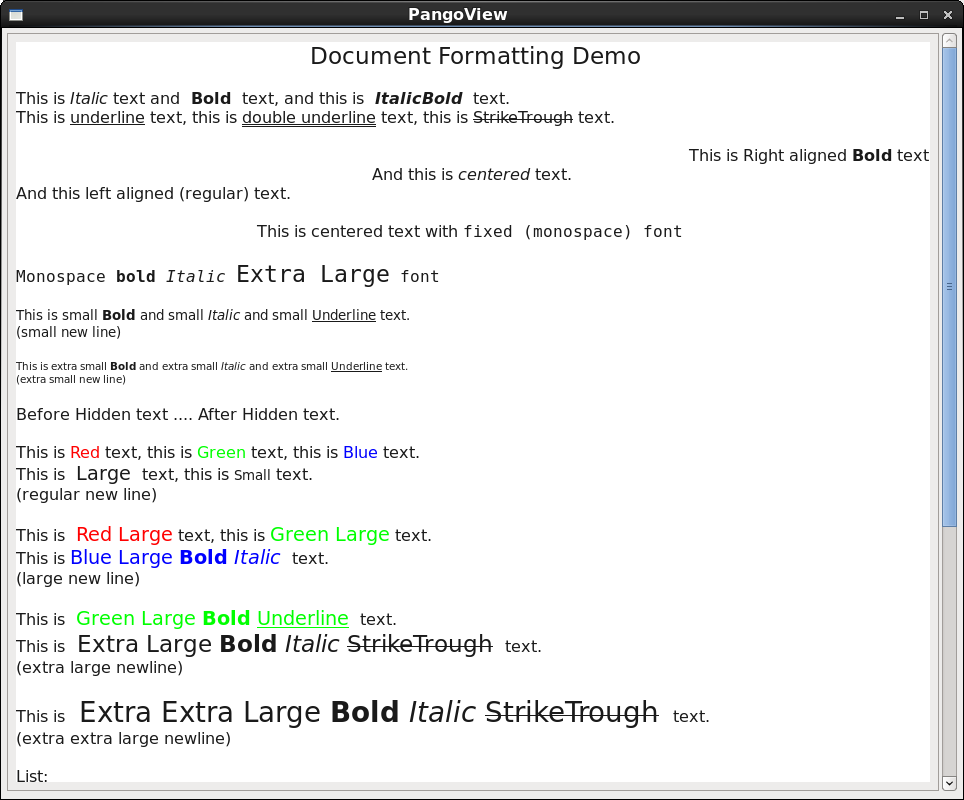 PangoView
Document Formatting Demo
This is Italic text and Bold text, and this is ItalicBold text.
This is underline text, this is double underline text, this is StrikeTrough text.
This is Right aligned Bold text
And this is centered text.
And this left aligned (regular) text.
This is centered text with fixed (monospace) font
Monospace bold Italic Extra Large font
This is small Bold and small Italic and small Underline text.
(small new line)
This is extra small Bold and extra small Italic and extra small Underline text.
(extra small new line)
Before Hidden text .... After Hidden text.
This is Red text, this is Green text, this is Blue text.
This is Large text, this is Small text.
(regular new line)
This is Red Large text, this is Green Large text.
This is Blue Large Bold Italic text.
(large new line)
This is Green Large Bold Underline text.
This is Extra Large Bold Italic StrikeTrough text.
(extra large newline)
This is Extra Extra Large Bold Italic StrikeTrough text.
(extra extra large newline)
List: